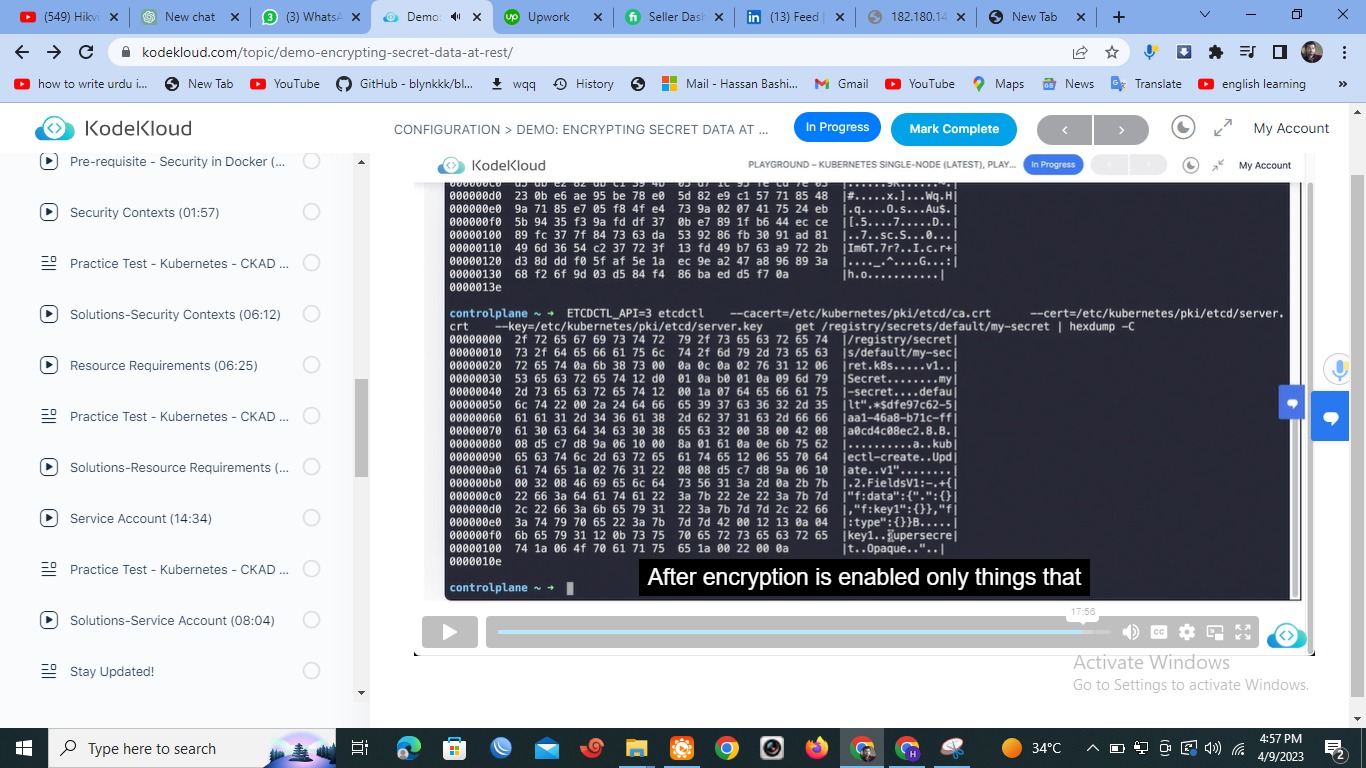 (549) Hikvi
New chat
(3) WhatsA
Demo:
Upwork
Seller Das
(13) Feed |
182.180.14
New Tab
kodekloud.com/topic/demo-encrypting-secret-data-at-rest/
how to write urdu i...
New Tab
YouTube
GitHub - blynkkk/bl...
wqq
History
Mail - Hassan Bashi...
Gmail
YouTube
Maps
News
Translate
english learning
»
KodeKloud
CONFIGURATION > DEMO: ENCRYPTING SECRET DATA AT ...
In Progress
Mark Complete
My Account
Pre-requisite - Security in Docker (...
Security Contexts (01:57)
Practice Test - Kubernetes - CKAD ...
Solutions-Security Contexts (06:12)
Resource Requirements (06:25)
Practice Test - Kubernetes - CKAD ...
Solutions-Resource Requirements (...
Service Account (14:34)
Practice Test - Kubernetes - CKAD ...
Solutions-Service Account (08:04)
Stay Updated!
KodeKloud
PLAYGROUND – KUBERNETES SINGLE-NODE (LATEST), PLAY...
In Progress
My Account
000000d0 23 0b e6 ae 95 be 78 e0 5d 82 e9 c1 57 71 85 48 |#.....x.]...Wq.H|
000000e0 9a 71 85 e7 05 f8 4f e4 73 9a 02 07 41 75 24 eb |.q....O.s...Au$.|
000000f0 5b 94 35 f3 9a fd df 37 0b e7 89 1f b6 44 ec ce |[.5....7.....D..|
00000100 89 fc 37 7f 84 73 63 da 53 92 86 fb 30 91 ad 81 |..7..sc.S...0...|
00000110 49 6d 36 54 c2 37 72 3f 13 fd 49 b7 63 a9 72 2b |Im6T.7r?..I.c.r+|
00000120 d3 8d dd f0 5f af 5e 1a ec 9e a2 47 a8 96 89 3a |...._.^....G...:|
00000130 68 f2 6f 9d 03 d5 84 f4 86 ba ed d5 f7 0a |h.o...........|
0000013e
controlplane ~ ➜ ETCDCTL_API=3 etcdctl --cacert=/etc/kubernetes/pki/etcd/ca.crt --cert=/etc/kubernetes/pki/etcd/server.
crt --key=/etc/kubernetes/pki/etcd/server.key get /registry/secrets/default/my-secret | hexdump -C
00000000 2f 72 65 67 69 73 74 72 79 2f 73 65 63 72 65 74 |/registry/secret|
00000010 73 2f 64 65 66 61 75 6c 74 2f 6d 79 2d 73 65 63 |s/default/my-sec|
00000020 72 65 74 0a 6b 38 73 00 0a 0c 0a 02 76 31 12 06 |ret.k8s.....v1..|
00000030 53 65 63 72 65 74 12 d0 01 0a b0 01 0a 09 6d 79 |Secret........my|
00000040 2d 73 65 63 72 65 74 12 00 1a 07 64 65 66 61 75 |-secret....defau|
00000050 6c 74 22 00 2a 24 64 66 65 39 37 63 36 32 2d 35 |lt".*$dfe97c62-5|
00000060 61 61 31 2d 34 36 61 38 2d 62 37 31 63 2d 66 66 |aa1-46a8-b71c-ff|
00000070 61 30 63 64 34 63 30 38 65 63 32 00 38 00 42 08 |a0cd4c08ec2.8.B.|
00000080 08 d5 c7 d8 9a 06 10 00 8a 01 61 0a 0e 6b 75 62 |..........a..kub|
00000090 65 63 74 6c 2d 63 72 65 61 74 65 12 06 55 70 64 |ectl-create..Upd|
000000a0 61 74 65 1a 02 76 31 22 08 08 d5 c7 d8 9a 06 10 |ate..v1"........|
000000b0 00 32 08 46 69 65 6c 64 73 56 31 3a 2d 0a 2b 7b |.2.FieldsV1:-.+{|
000000c0 22 66 3a 64 61 74 61 22 3a 7b 22 2e 22 3a 7b 7d |"f:data":{".":{}|
000000d0 2c 22 66 3a 6b 65 79 31 22 3a 7b 7d 7d 2c 22 66 |,"f:key1":{}},"f|
000000e0 3a 74 79 70 65 22 3a 7b 7d 7d 42 00 12 13 0a 04 |:type":{}}B.....|
000000f0 6b 65 79 31 12 0b 73 75 70 65 72 73 65 63 72 65 |key1..supersecre|
00000100 74 1a 06 4f 70 61 71 75 65 1a 00 22 00 0a |t..Opaque.."..|
0000010e
controlplane ~ ➜
After encryption is enabled only things that
17:56
CC
Activate Windows
Go to Settings to activate Windows.
Type here to search
34°C
4:57 PM
4/9/2023
2